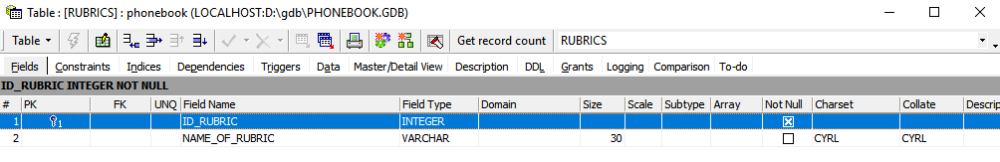 Table : [RUBRICS] : phonebook (LOCALHOST:D:\gdb\PHONEBOOK.GDB)
Table Get record count RUBRICS
Fields Constraints Indices Dependencies Triggers Data Master/Detail View Description DDL Grants Logging Comparison To-do
ID_RUBRIC INTEGER NOT NULL
# PK FK UNQ Field Name Field Type Domain Size Scale Subtype Array Not Null Charset Collate Descrip
1 1 ID_RUBRIC INTEGER
2 NAME_OF_RUBRIC VARCHAR 30 CYRL CYRL